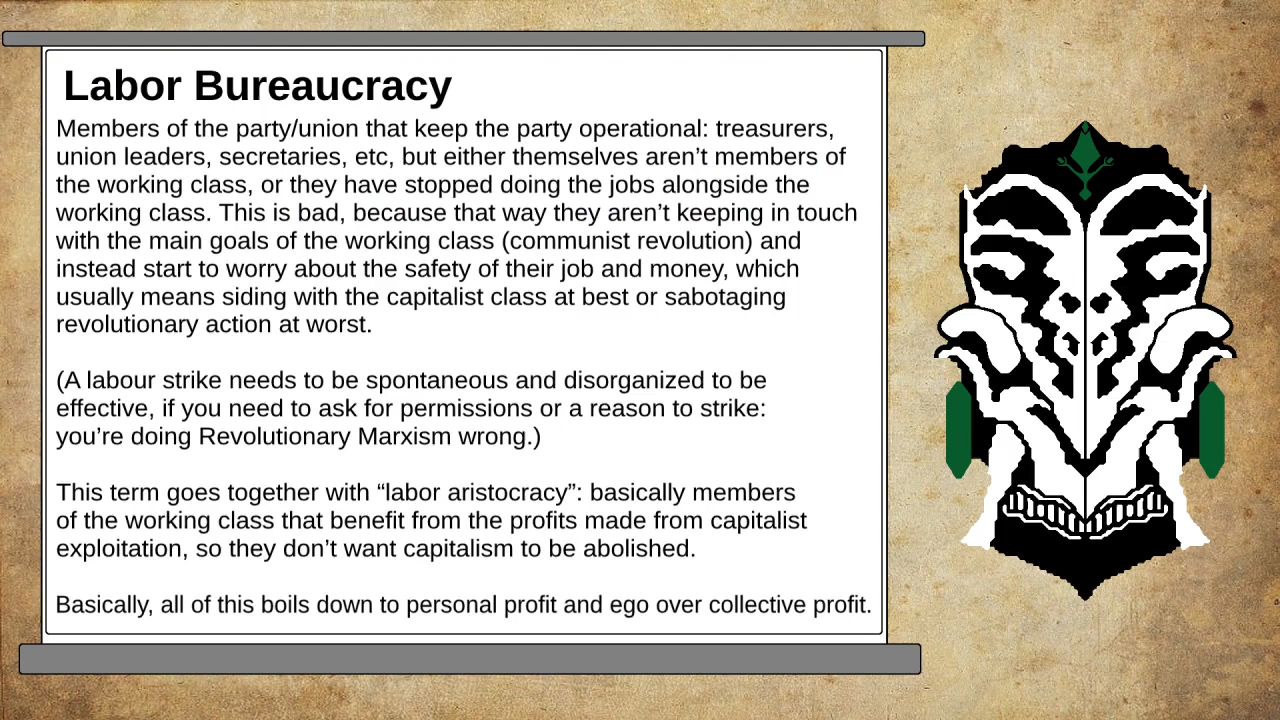 Labor Bureaucracy
Members of the party/union that keep the party operational: treasurers,
union leaders, secretaries, etc, but either themselves aren’t members of
the working class, or they have stopped doing the jobs alongside the
working class. This is bad, because that way they aren’t keeping in touch
with the main goals of the working class (communist revolution) and
instead start to worry about the safety of their job and money, which
usually means siding with the capitalist class at best or sabotaging
revolutionary action at worst.
(A labour strike needs to be spontaneous and disorganized to be
effective, if you need to ask for permissions or a reason to strike:
you’re doing Revolutionary Marxism wrong.)
This term goes together with “labor aristocracy”: basically members
of the working class that benefit from the profits made from capitalist
exploitation, so they don’t want capitalism to be abolished.
Basically, all of this boils down to personal profit and ego over collective profit.